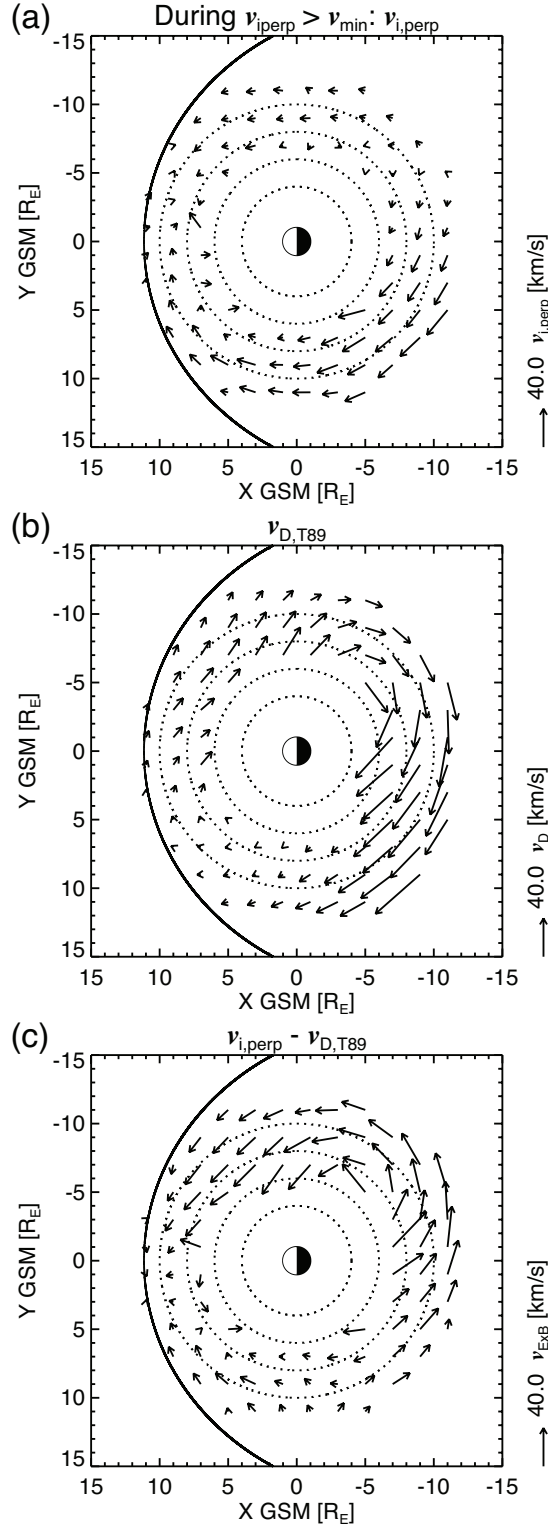 (a) During v_iperp > v_min: v_i,perp
-15
-10
-5
0
5
10
15
Y GSM [R_E]
15 10 5 0 -5 -10 -15
X GSM [R_E]
40.0 v_i,perp [km/s]
(b) v_D,T89
-15
-10
-5
0
5
10
15
Y GSM [R_E]
15 10 5 0 -5 -10 -15
X GSM [R_E]
40.0 v_D [km/s]
(c) v_i,perp - v_D,T89
-15
-10
-5
0
5
10
15
Y GSM [R_E]
15 10 5 0 -5 -10 -15
X GSM [R_E]
40.0 v_ExB [km/s]